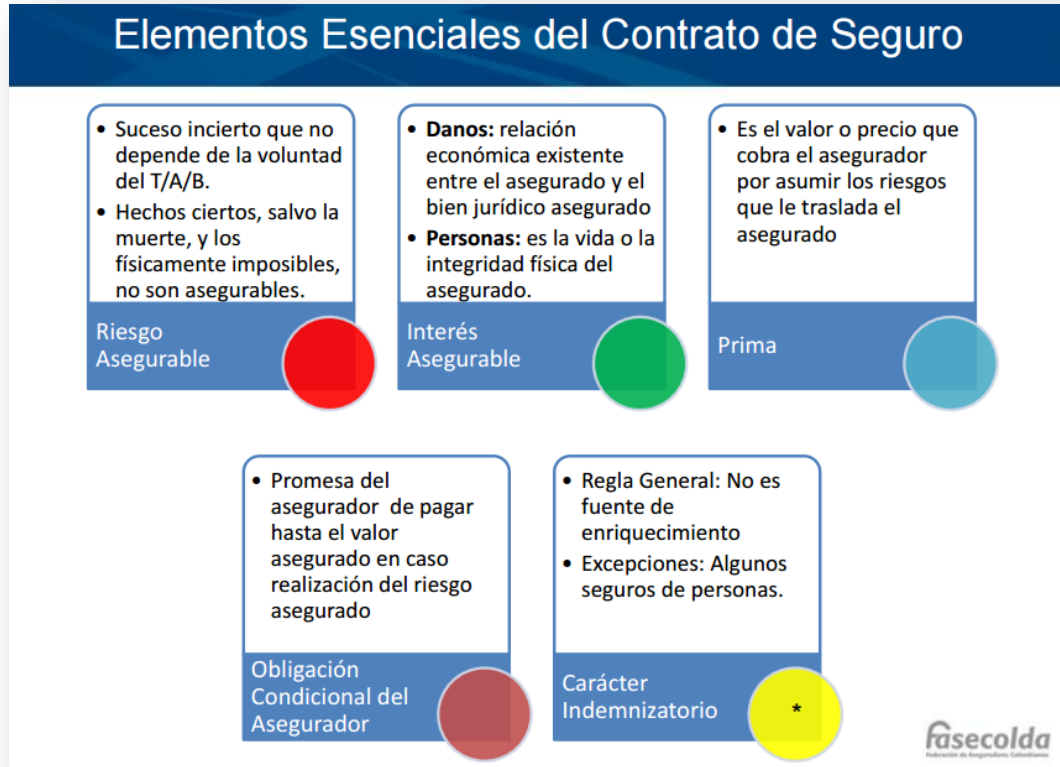 Elementos Esenciales del Contrato de Seguro
• Suceso incierto que no
depende de la voluntad
del T/A/B.
• Hechos ciertos, salvo la
muerte, y los
físicamente imposibles,
no son asegurables.
Riesgo
Asegurable
• Danos: relación
económica existente
entre el asegurado y el
bien jurídico asegurado
• Personas: es la vida o la
integridad física del
asegurado.
Interés
Asegurable
• Es el valor o precio que
cobra el asegurador
por asumir los riesgos
que le traslada el
asegurado
Prima
• Promesa del
asegurador de pagar
hasta el valor
asegurado en caso
realización del riesgo
asegurado
Obligación
Condicional del
Asegurador
• Regla General: No es
fuente de
enriquecimiento
• Excepciones: Algunos
seguros de personas.
Carácter
Indemnizatorio
*
fasecolda
Federación de Aseguradores Colombianos